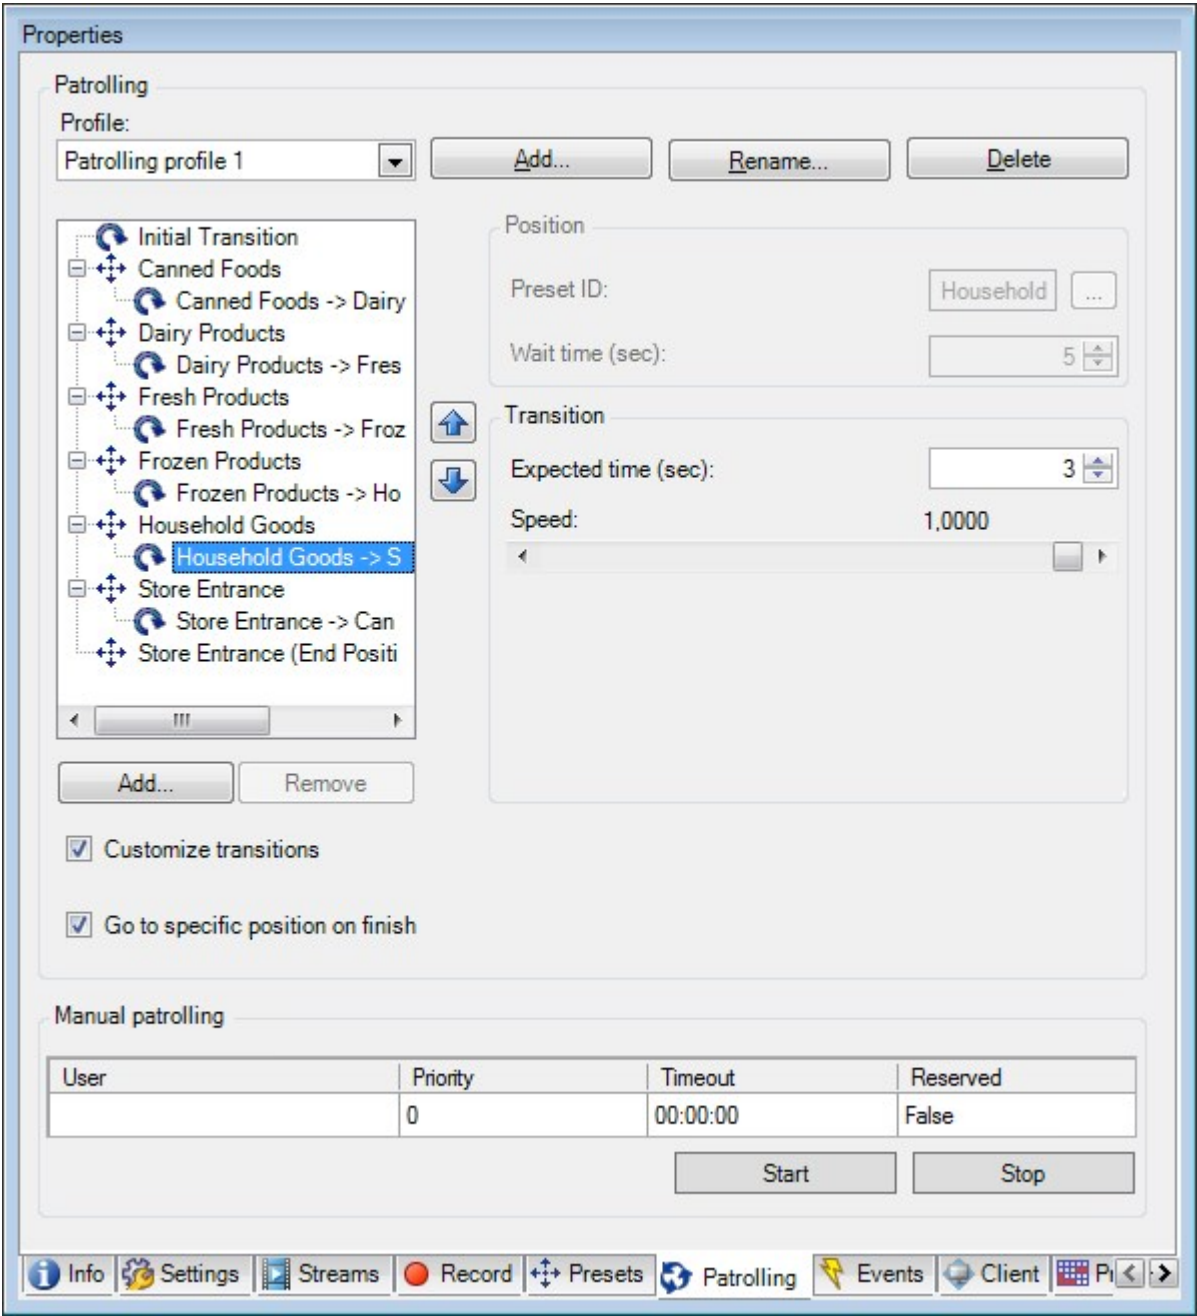 Properties
Patrolling
Profile:
Patrolling profile 1
Add...
Rename...
Delete
Initial Transition
Canned Foods
Canned Foods -> Dairy
Dairy Products
Dairy Products -> Fres
Fresh Products
Fresh Products -> Froz
Frozen Products
Frozen Products -> Ho
Household Goods
Household Goods -> S
Store Entrance
Store Entrance -> Can
Store Entrance (End Positi
Position
Preset ID:
Household
...
Wait time (sec):
5
Transition
Expected time (sec):
3
Speed:
1,0000
Add...
Remove
Customize transitions
Go to specific position on finish
Manual patrolling
User Priority Timeout Reserved
0 00:00:00 False
Start
Stop
Info Settings Streams Record Presets Patrolling Events Client